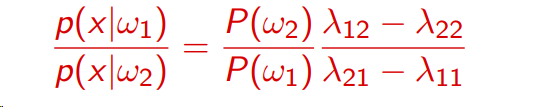 p(x|ω₁) / p(x|ω₂) = P(ω₂) / P(ω₁) λ₁₂ − λ₂₂ / λ₂₁ − λ₁₁